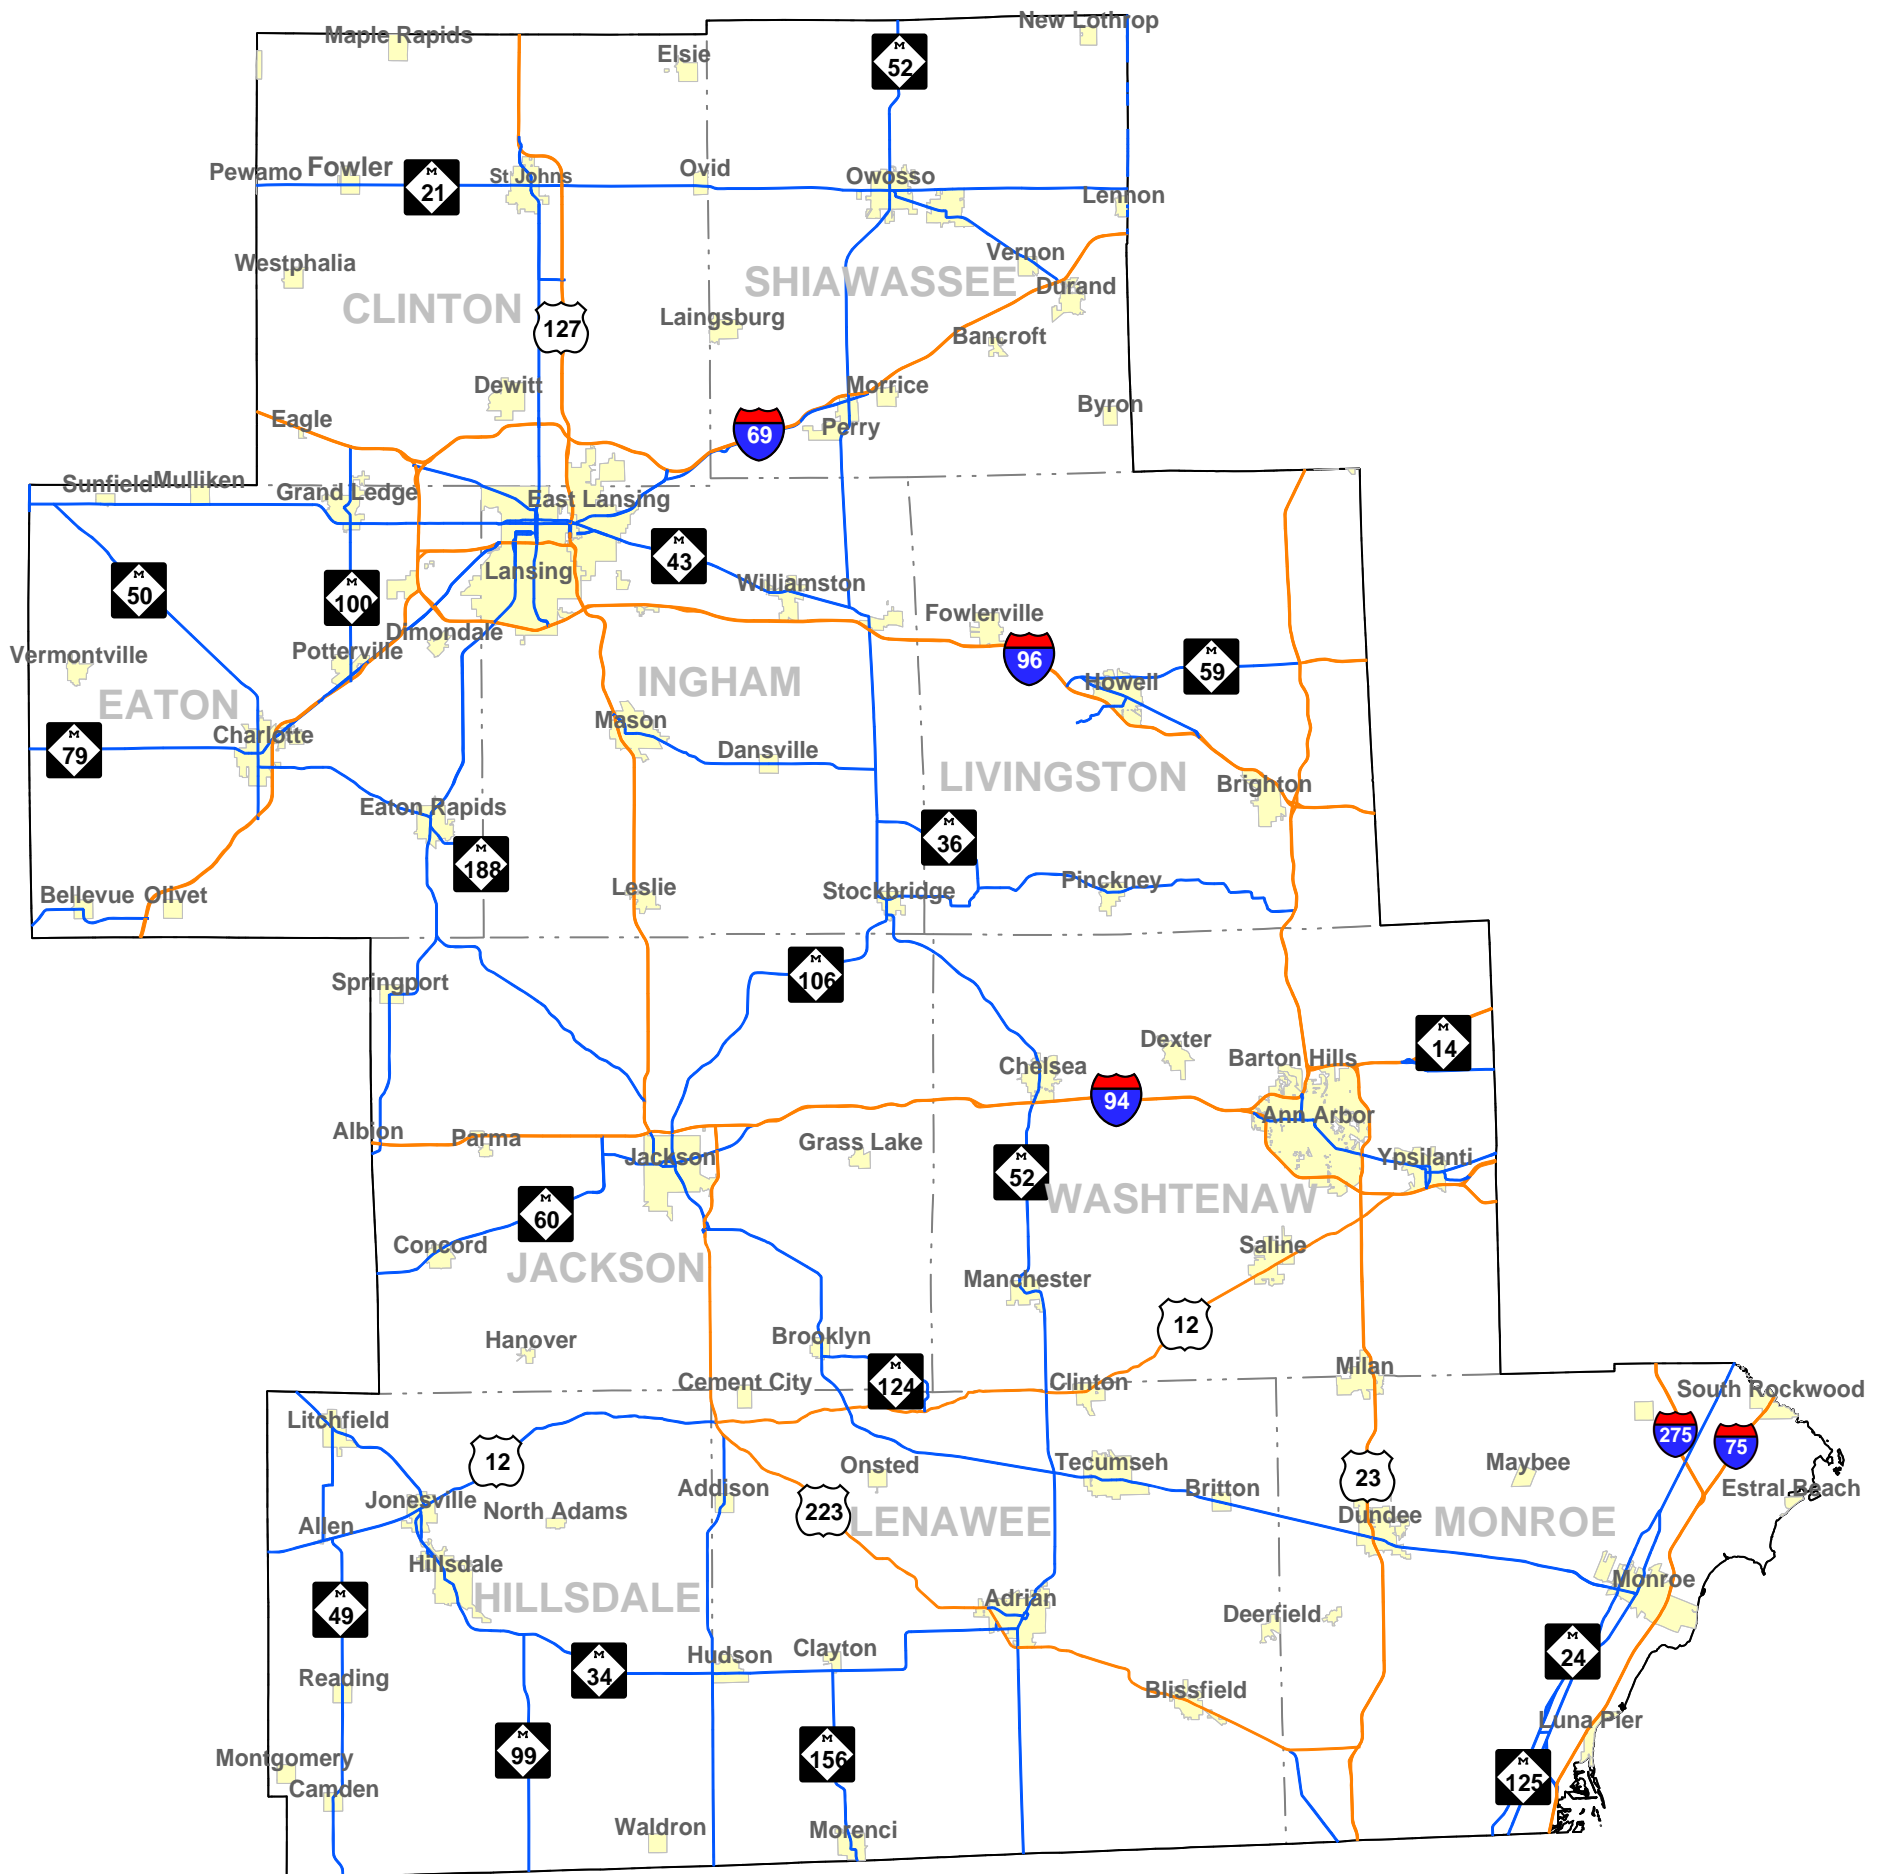 New Lothrop
Maple Rapids
Elsie
M
52
Pewamo
Fowler
M
21
St Johns
Ovid
Owosso
Lennon
Westphalia
Vernon
CLINTON
SHIAWASSEE
Durand
127
Laingsburg
Bancroft
Dewitt
Morrice
Byron
Eagle
69
Perry
Sunfield
Mulliken
Grand Ledge
East Lansing
M
50
M
100
Lansing
M
43
Williamston
Fowlerville
Dimondale
Potterville
Vermontville
96
M
59
EATON
INGHAM
Howell
Charlotte
M
79
Mason
Dansville
LIVINGSTON
Brighton
Eaton Rapids
M
188
M
36
Bellevue
Olivet
Leslie
Stockbridge
Pinckney
Springport
M
106
Dexter
M
14
Barton Hills
Chelsea
94
Ann Arbor
Albion
Parma
Jackson
Grass Lake
Ypsilanti
M
52
WASHTENAW
M
60
Concord
JACKSON
Saline
Manchester
12
Hanover
Brooklyn
Milan
Cement City
M
124
Clinton
South Rockwood
Litchfield
275
75
12
Onsted
Tecumseh
23
Maybee
Jonesville
Addison
Britton
Estral Beach
North Adams
223
LENAWEE
Dundee
MONROE
Allen
Hillsdale
HILLSDALE
Monroe
M
49
Adrian
Deerfield
Hudson
Clayton
M
24
Reading
M
34
Blissfield
Luna Pier
M
99
M
156
Montgomery
M
125
Camden
Waldron
Morenci